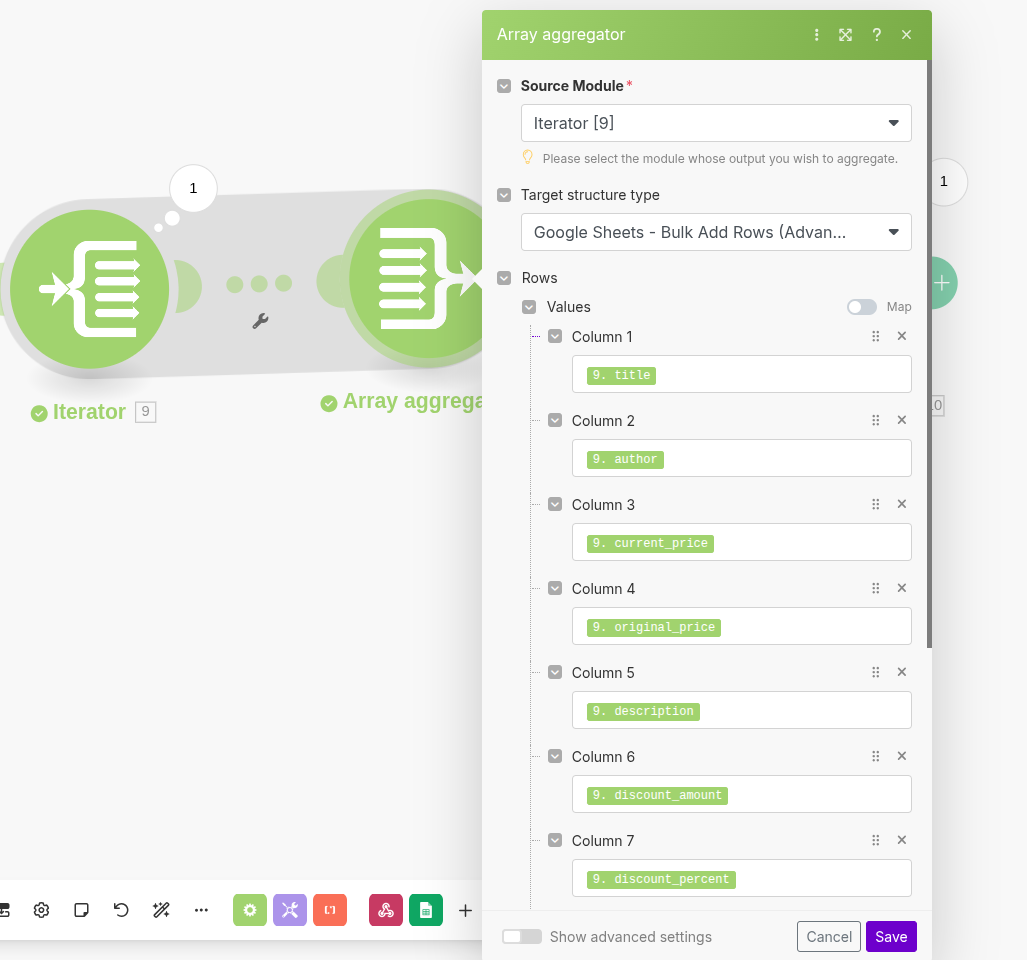 Array aggregator
Source Module *
Iterator [9]
Please select the module whose output you wish to aggregate.
Target structure type
Google Sheets - Bulk Add Rows (Advan...
Rows
Values
Map
Column 1
9. title
Column 2
9. author
Column 3
9. current_price
Column 4
9. original_price
Column 5
9. description
Column 6
9. discount_amount
Column 7
9. discount_percent
Show advanced settings
Cancel
Save
1
Iterator 9
Array aggrega
1